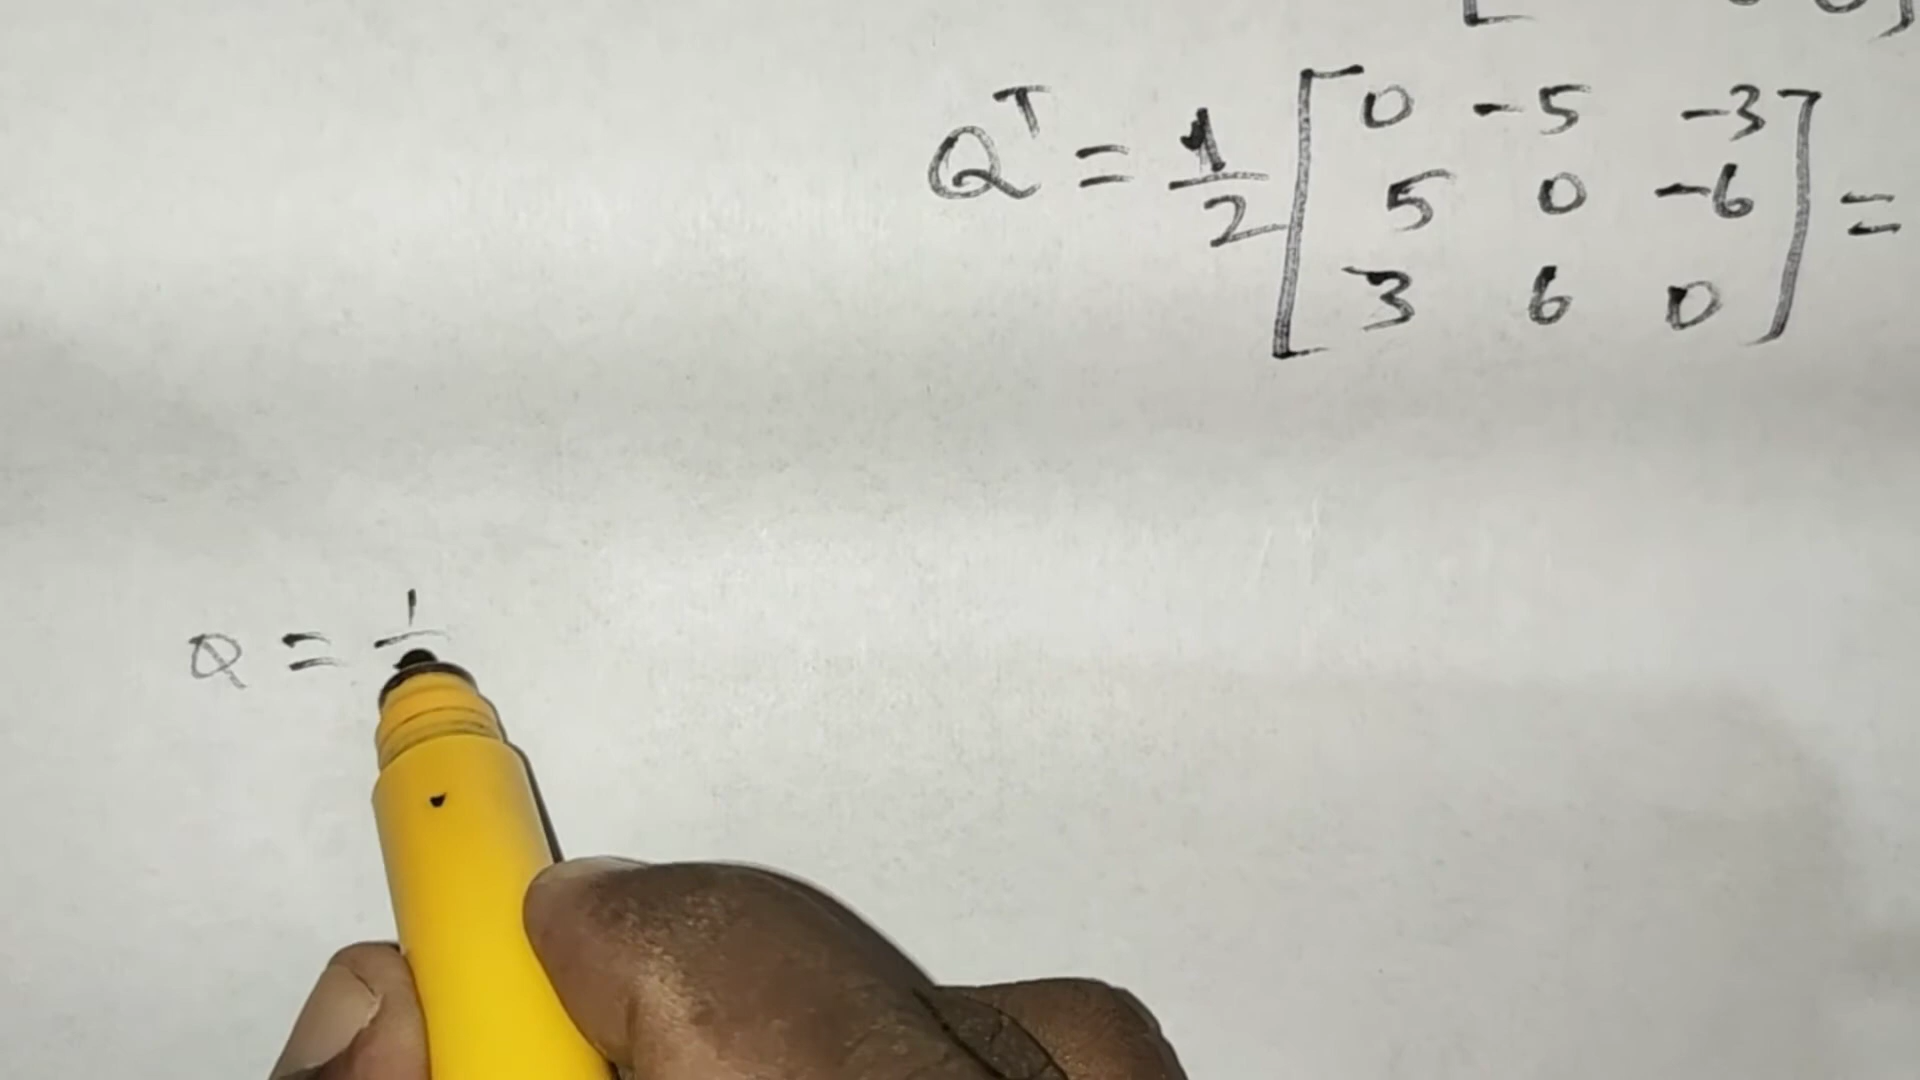 Q^T = 1/2 [ 0 -5 -3
5 0 -6
3 6 0 ] =
Q = 1/